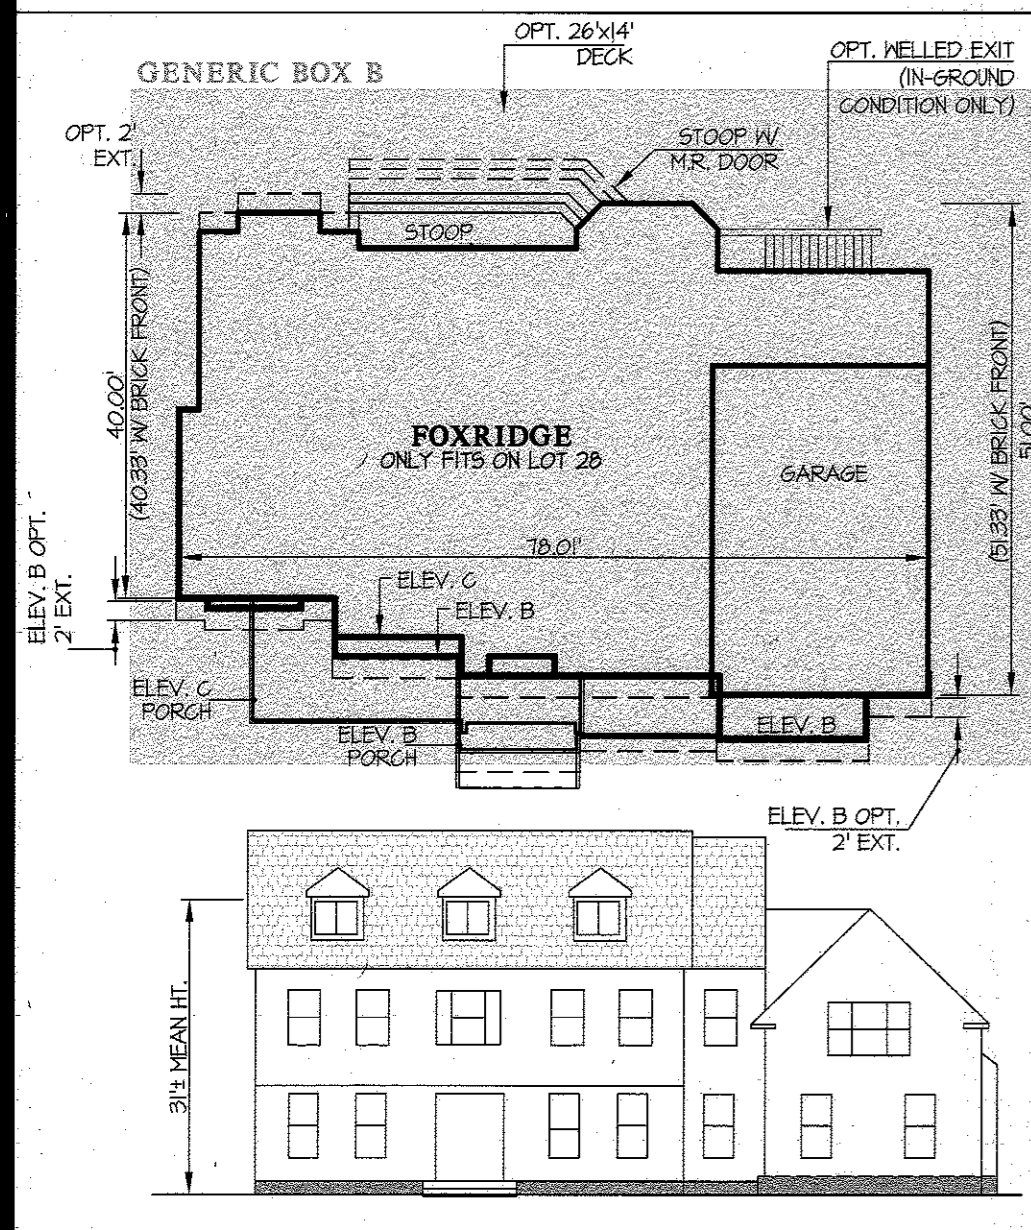 OPT. 26'x14'
DECK
GENERIC BOX B
OPT. WELLED EXIT
(IN-GROUND
CONDITION ONLY)
OPT. 2'
EXT.
STOOP W/
M.R. DOOR
STOOP
40.00'
(40.33' W/ BRICK FRONT)
(51.33' W/ BRICK FRONT)
51.00'
FOXRIDGE
ONLY FITS ON LOT 28
GARAGE
78.01'
ELEV. B OPT.
2' EXT.
ELEV. C
ELEV. B
ELEV. C
PORCH
ELEV. B
PORCH
ELEV. B
ELEV. B OPT.
2' EXT.
31'± MEAN HT.